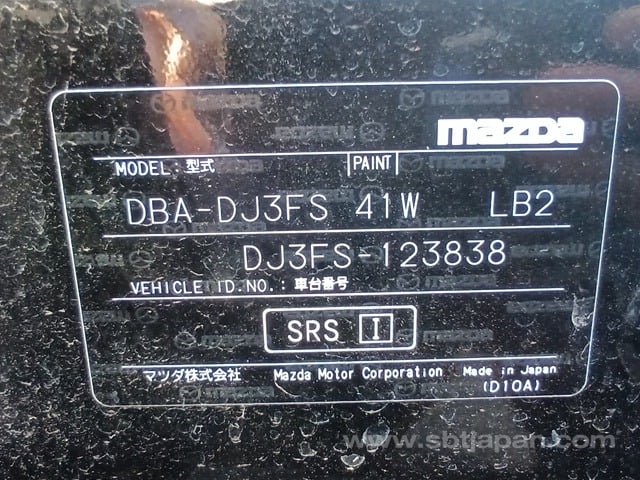 mazda
MODEL:型式 PAINT
DBA-DJ3FS 41W LB2
DJ3FS-123838
VEHICLE ID.NO.:車台番号
SRS I
マツダ株式会社 Mazda Motor Corporation Made in Japan
(D10A)
www.sbtjapan.com